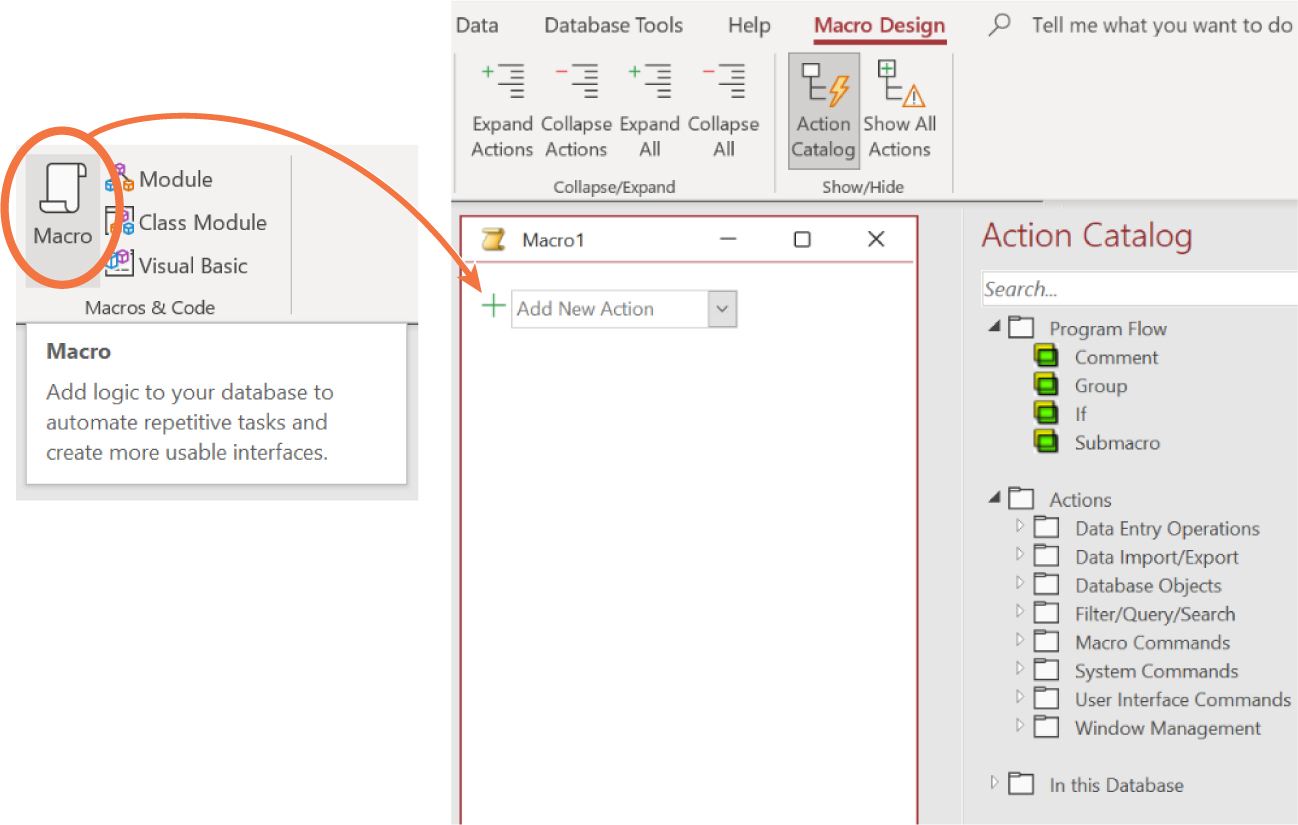 Data Database Tools Help Macro Design Tell me what you want to do
Expand Actions
Collapse Actions
Expand All
Collapse All
Collapse/Expand
Action Catalog
Show All Actions
Show/Hide
Macro
Module
Class Module
Visual Basic
Macros & Code
Macro
Add logic to your database to
automate repetitive tasks and
create more usable interfaces.
Macro1
Add New Action
Action Catalog
Search...
Program Flow
Comment
Group
If
Submacro
Actions
Data Entry Operations
Data Import/Export
Database Objects
Filter/Query/Search
Macro Commands
System Commands
User Interface Commands
Window Management
In this Database